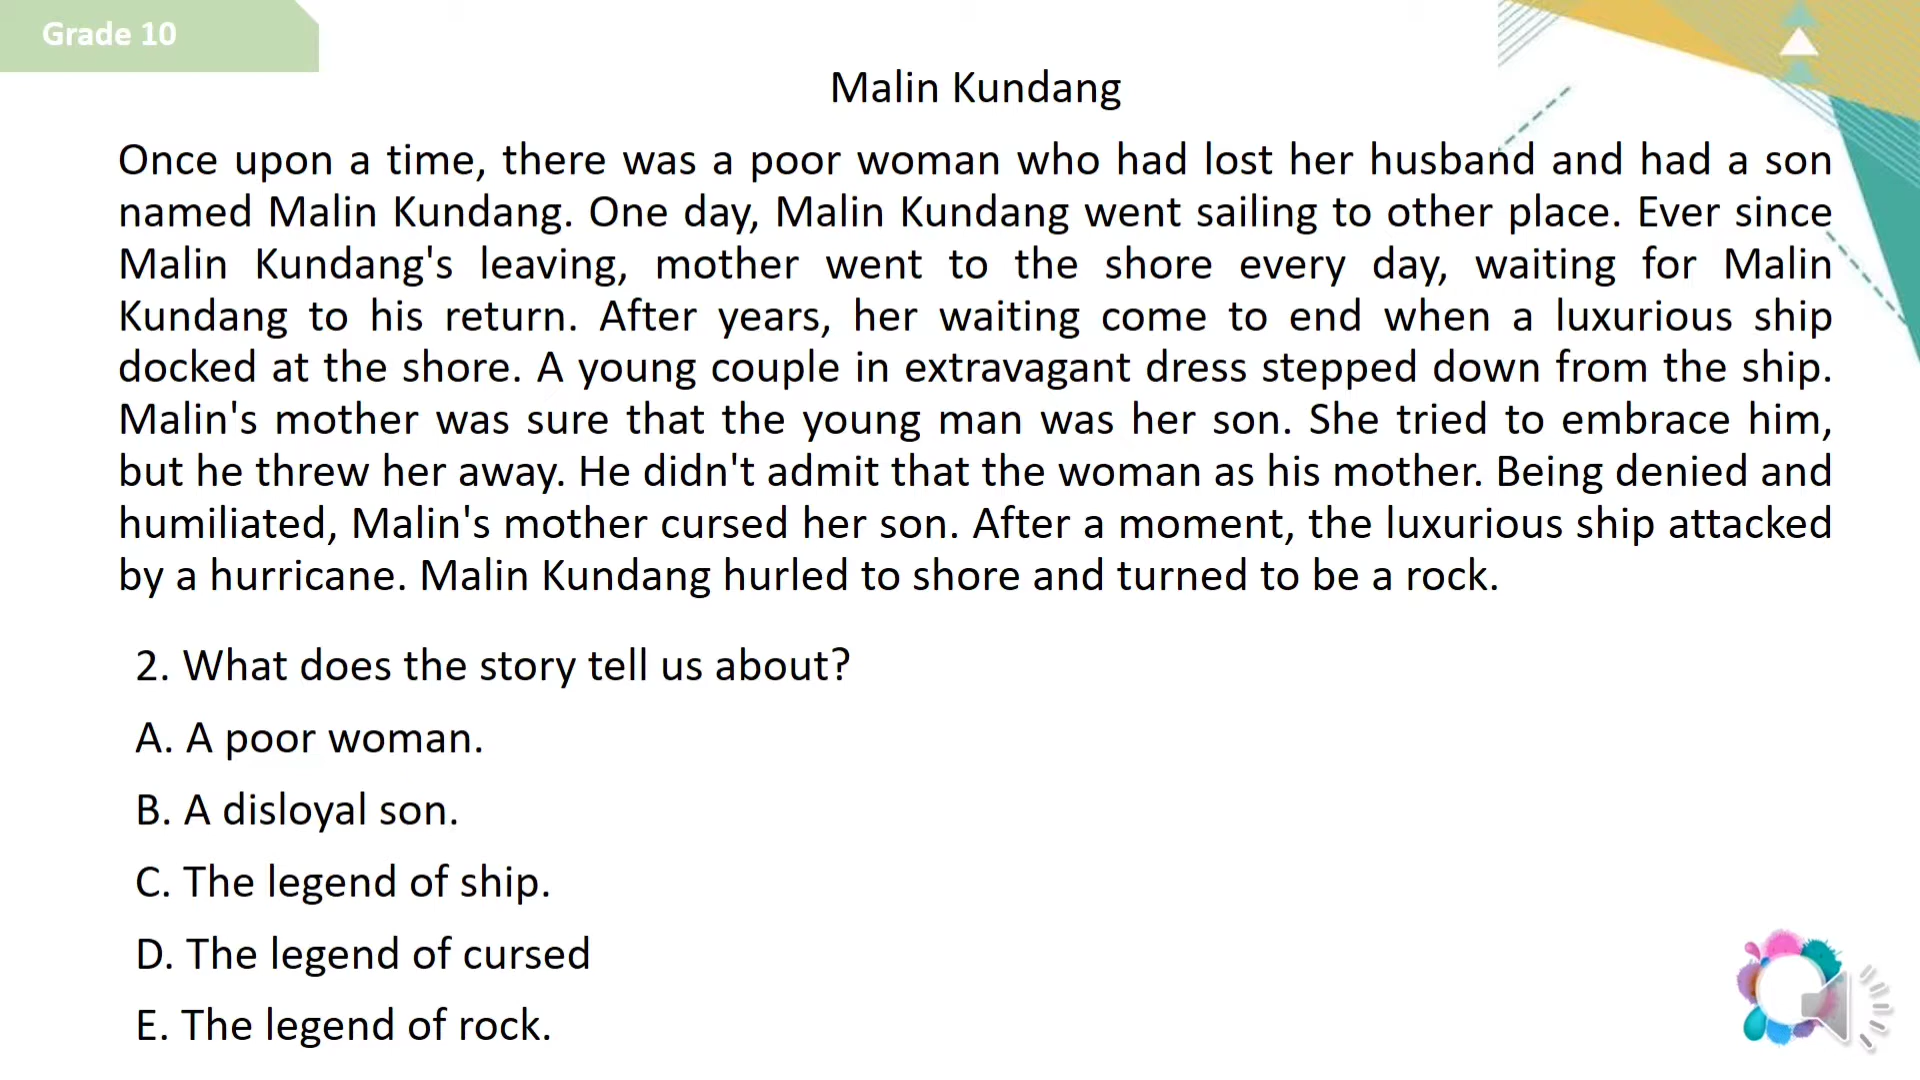 Grade 10
Malin Kundang
Once upon a time, there was a poor woman who had lost her husband and had a son
named Malin Kundang. One day, Malin Kundang went sailing to other place. Ever since
Malin Kundang's leaving, mother went to the shore every day, waiting for Malin
Kundang to his return. After years, her waiting come to end when a luxurious ship
docked at the shore. A young couple in extravagant dress stepped down from the ship.
Malin's mother was sure that the young man was her son. She tried to embrace him,
but he threw her away. He didn't admit that the woman as his mother. Being denied and
humiliated, Malin's mother cursed her son. After a moment, the luxurious ship attacked
by a hurricane. Malin Kundang hurled to shore and turned to be a rock.
2. What does the story tell us about?
A. A poor woman.
B. A disloyal son.
C. The legend of ship.
D. The legend of cursed
E. The legend of rock.